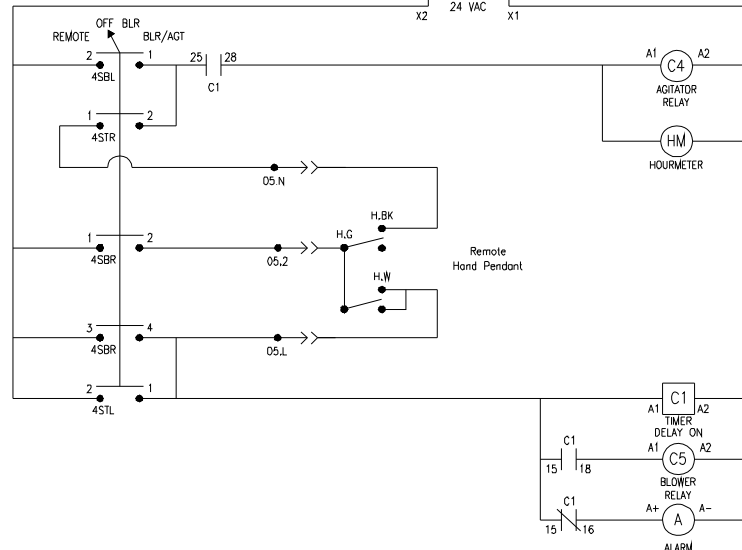 24 VAC
X2 X1
OFF BLR
REMOTE BLR/AGT
2 1
4SBL
25 28
C1
A1 A2
C4
AGITATOR
RELAY
1 2
4STR
HM
HOURMETER
05.N
H.BK
1 2
4SBR
05.2
H.G
Remote
Hand Pendant
H.W
3 4
4SBR
05.L
2 1
4STL
C1
A1 A2
TIMER
DELAY ON
C1
15 18
A1 A2
C5
BLOWER
RELAY
C1
15 16
A+ A-
A
ALARM